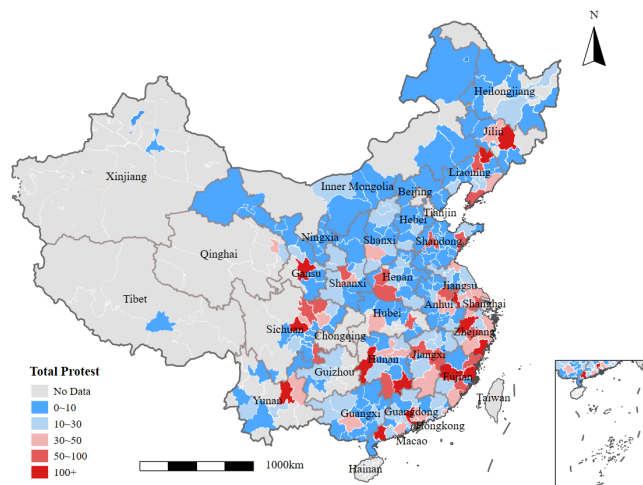 N
Heilongjiang
Jilin
Liaoning
Xinjiang
Inner Mongolia
Beijing
Tianjin
Hebei
Ningxia
Shanxi
Shandong
Qinghai
Gansu
Shaanxi
Henan
Jiangsu
Tibet
Anhui
Shanghai
Hubei
Sichuan
Chongqing
Zhejiang
Hunan
Jiangxi
Guizhou
Fujian
Yunan
Taiwan
Guangxi
Guangdong
Hongkong
Macao
Hainan
Total Protest
No Data
0~10
10~30
30~50
50~100
100+
1000km